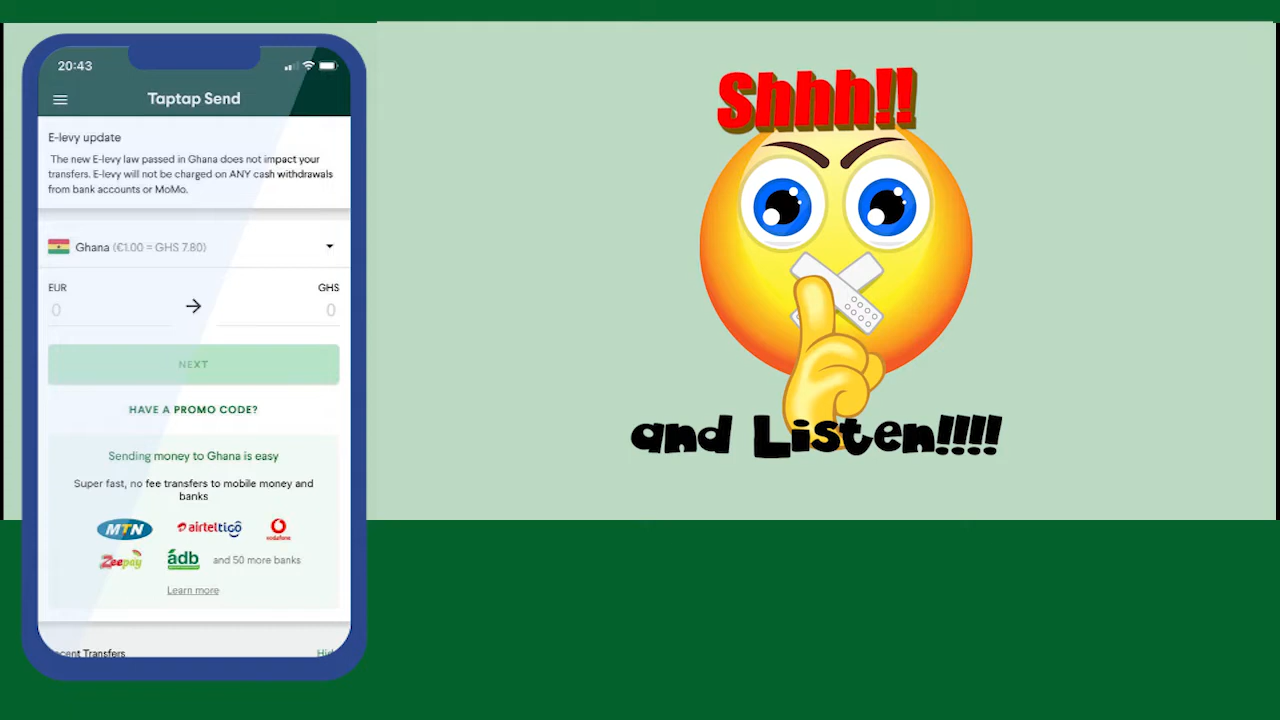 20:43
Taptap Send
E-levy update
The new E-levy law passed in Ghana does not impact your
transfers. E-levy will not be charged on ANY cash withdrawals
from bank accounts or MoMo.
Ghana (€1.00 = GHS 7.80)
EUR
GHS
0
0
NEXT
HAVE A PROMO CODE?
Sending money to Ghana is easy
Super fast, no fee transfers to mobile money and
banks
MTN
airteltigo
vodafone
Zeepay
adb
and 50 more banks
Learn more
Transfers
Shhh!!
and Listen!!!!